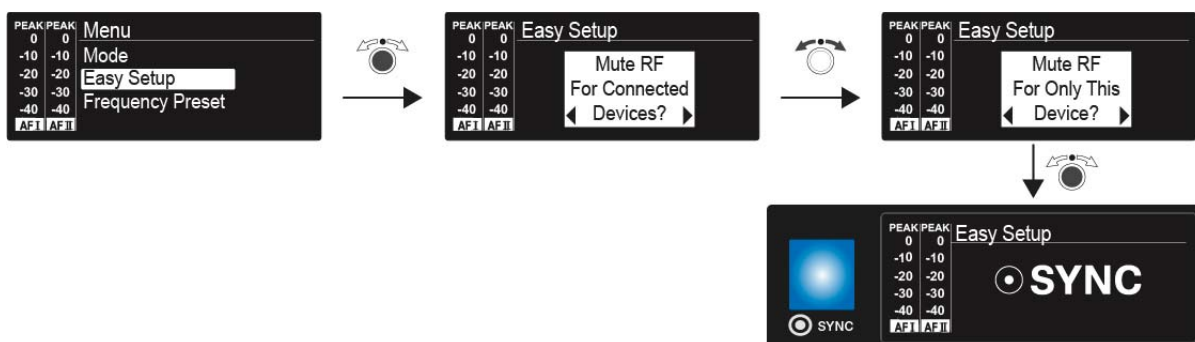 PEAK PEAK
0 0
-10 -10
-20 -20
-30 -30
-40 -40
AF I AF II
Menu
Mode
Easy Setup
Frequency Preset
PEAK PEAK
0 0
-10 -10
-20 -20
-30 -30
-40 -40
AF I AF II
Easy Setup
Mute RF
For Connected
Devices?
PEAK PEAK
0 0
-10 -10
-20 -20
-30 -30
-40 -40
AF I AF II
Easy Setup
Mute RF
For Only This
Device?
SYNC
PEAK PEAK
0 0
-10 -10
-20 -20
-30 -30
-40 -40
AF I AF II
Easy Setup
SYNC